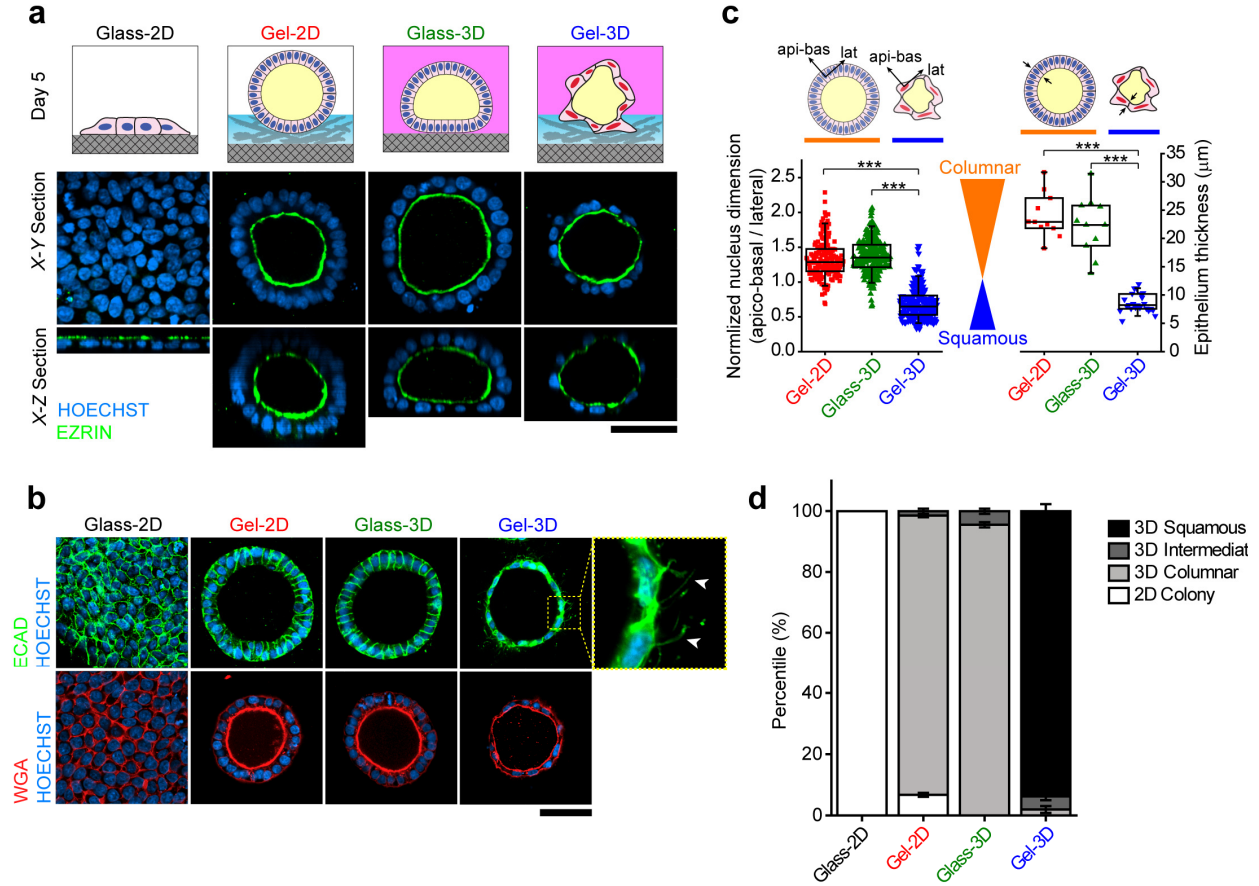 a
Glass-2D
Gel-2D
Glass-3D
Gel-3D
Day 5
X-Y Section
X-Z Section
HOECHST
EZRIN
b
Glass-2D
Gel-2D
Glass-3D
Gel-3D
ECAD
HOECHST
WGA
HOECHST
c
api-bas
lat
api-bas
lat
Normlized nucleus dimension
(apico-basal / lateral)
2.5
2.0
1.5
1.0
0.5
0.0
***
***
Gel-2D
Glass-3D
Gel-3D
Columnar
Squamous
***
***
35
30
25
20
15
10
5
0
Epithelium thickness (μm)
Gel-2D
Glass-3D
Gel-3D
d
Percentile (%)
100
80
60
40
20
0
Glass-2D
Gel-2D
Glass-3D
Gel-3D
3D Squamous
3D Intermediat
3D Columnar
2D Colony